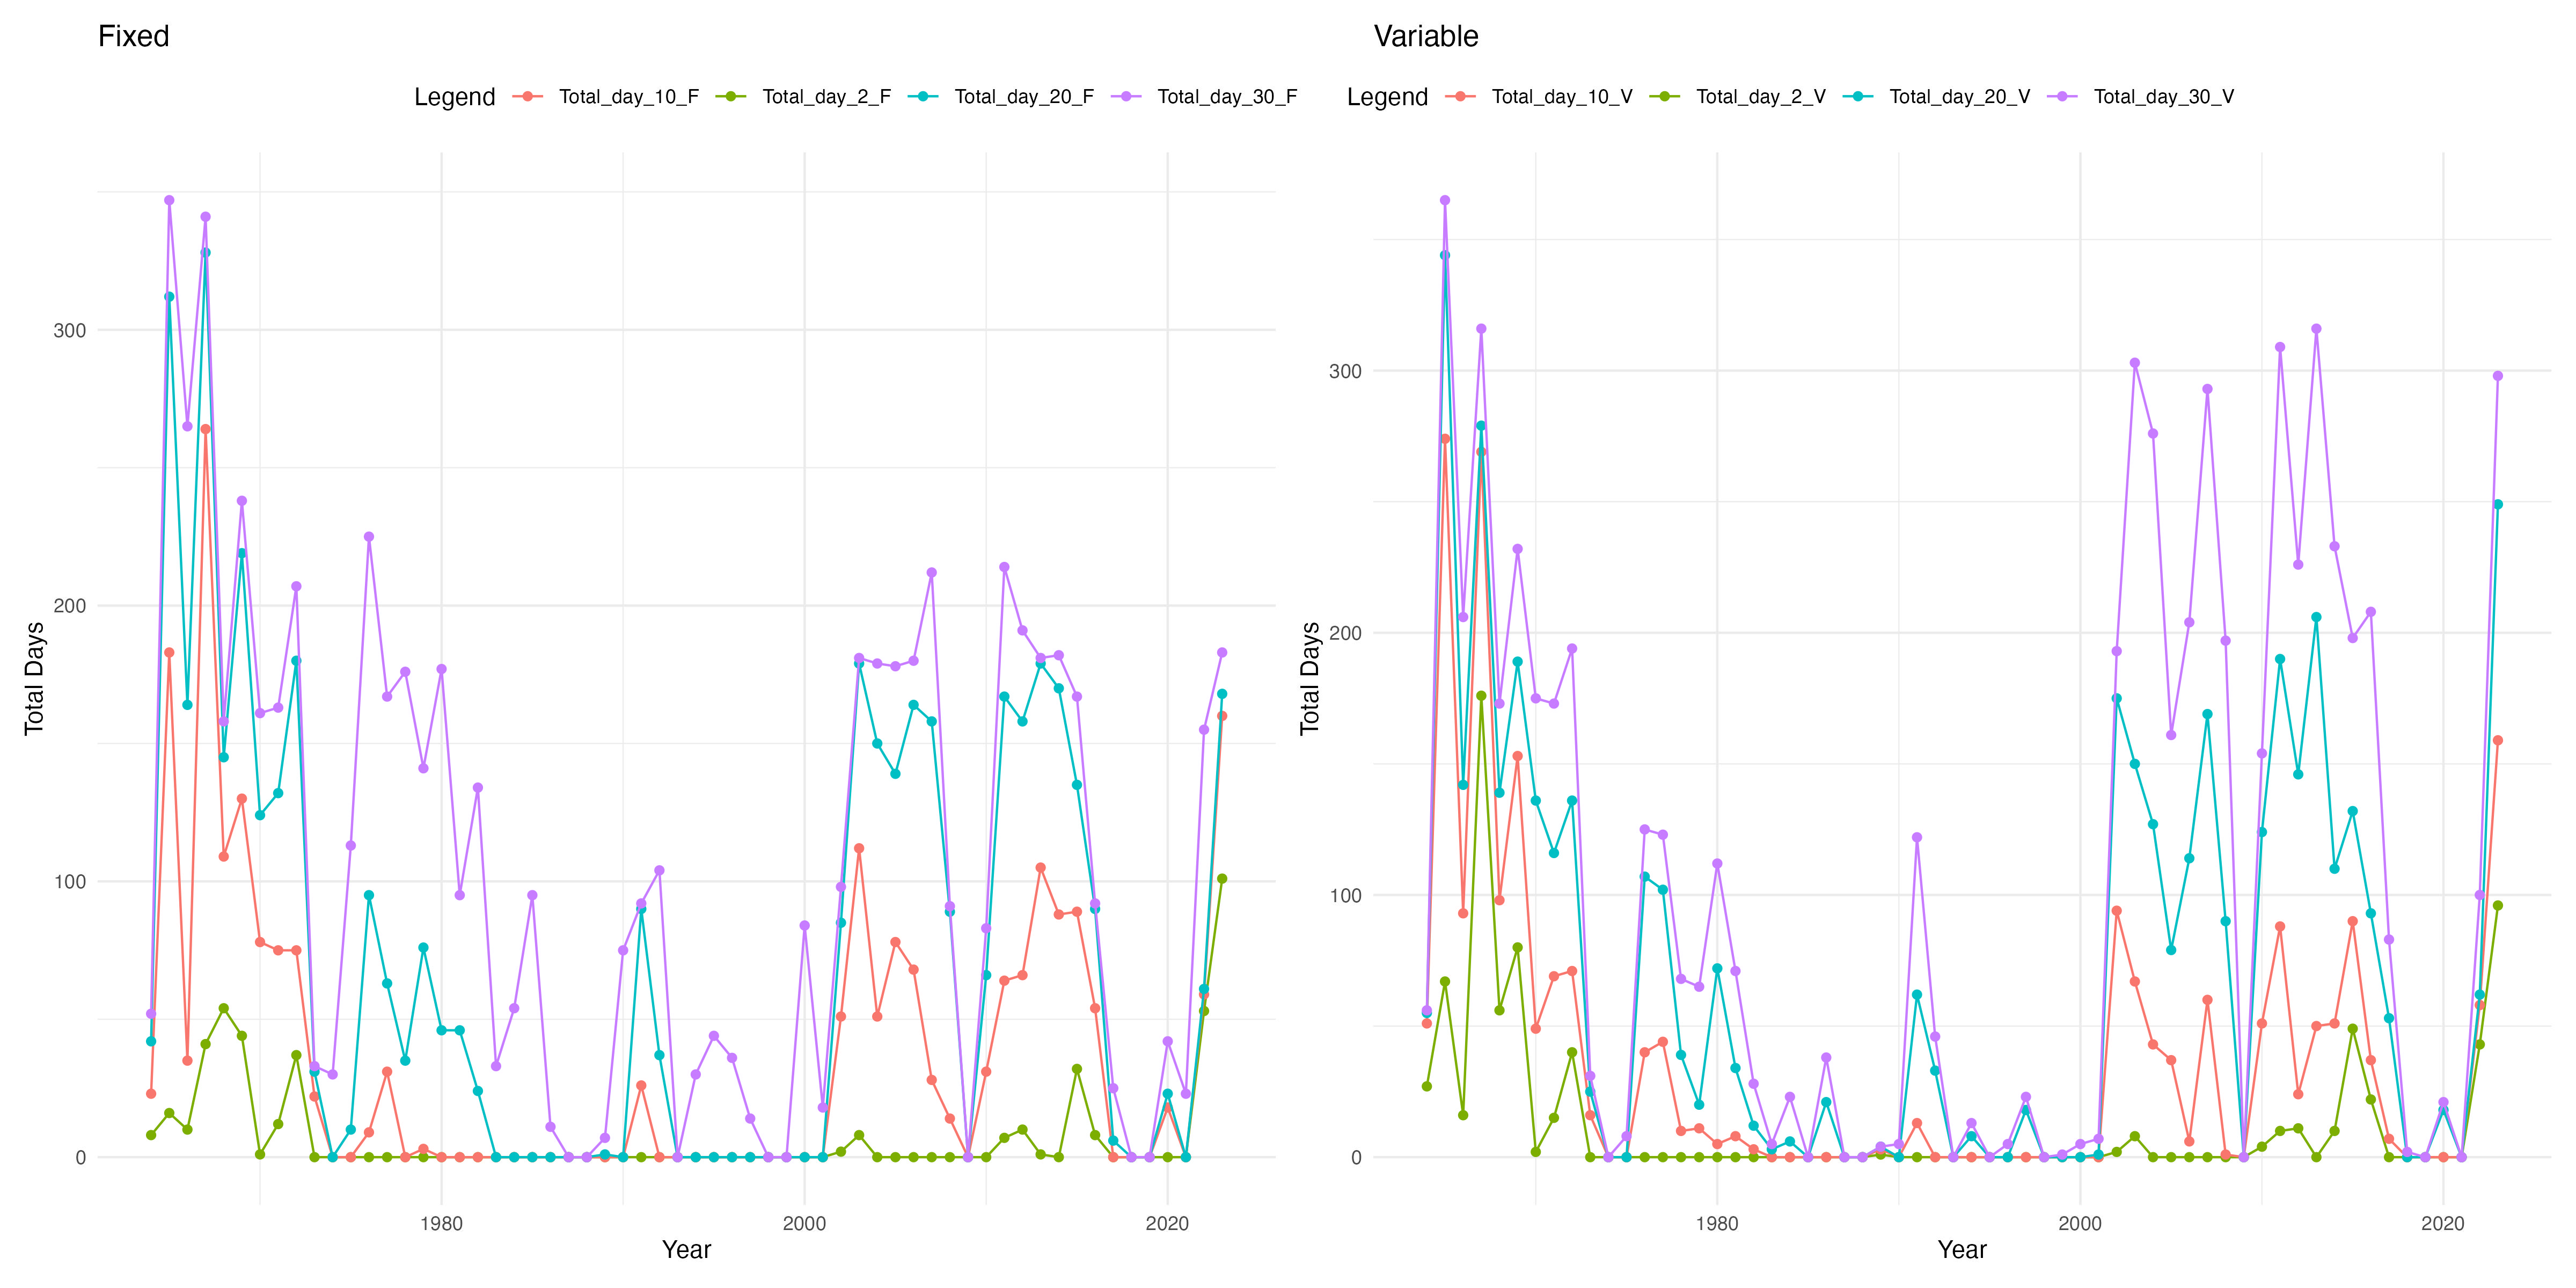 Fixed
Legend Total_day_10_F Total_day_2_F Total_day_20_F Total_day_30_F
Total Days
300
200
100
0
1980 2000 2020
Year
Variable
Legend Total_day_10_V Total_day_2_V Total_day_20_V Total_day_30_V
Total Days
300
200
100
0
1980 2000 2020
Year